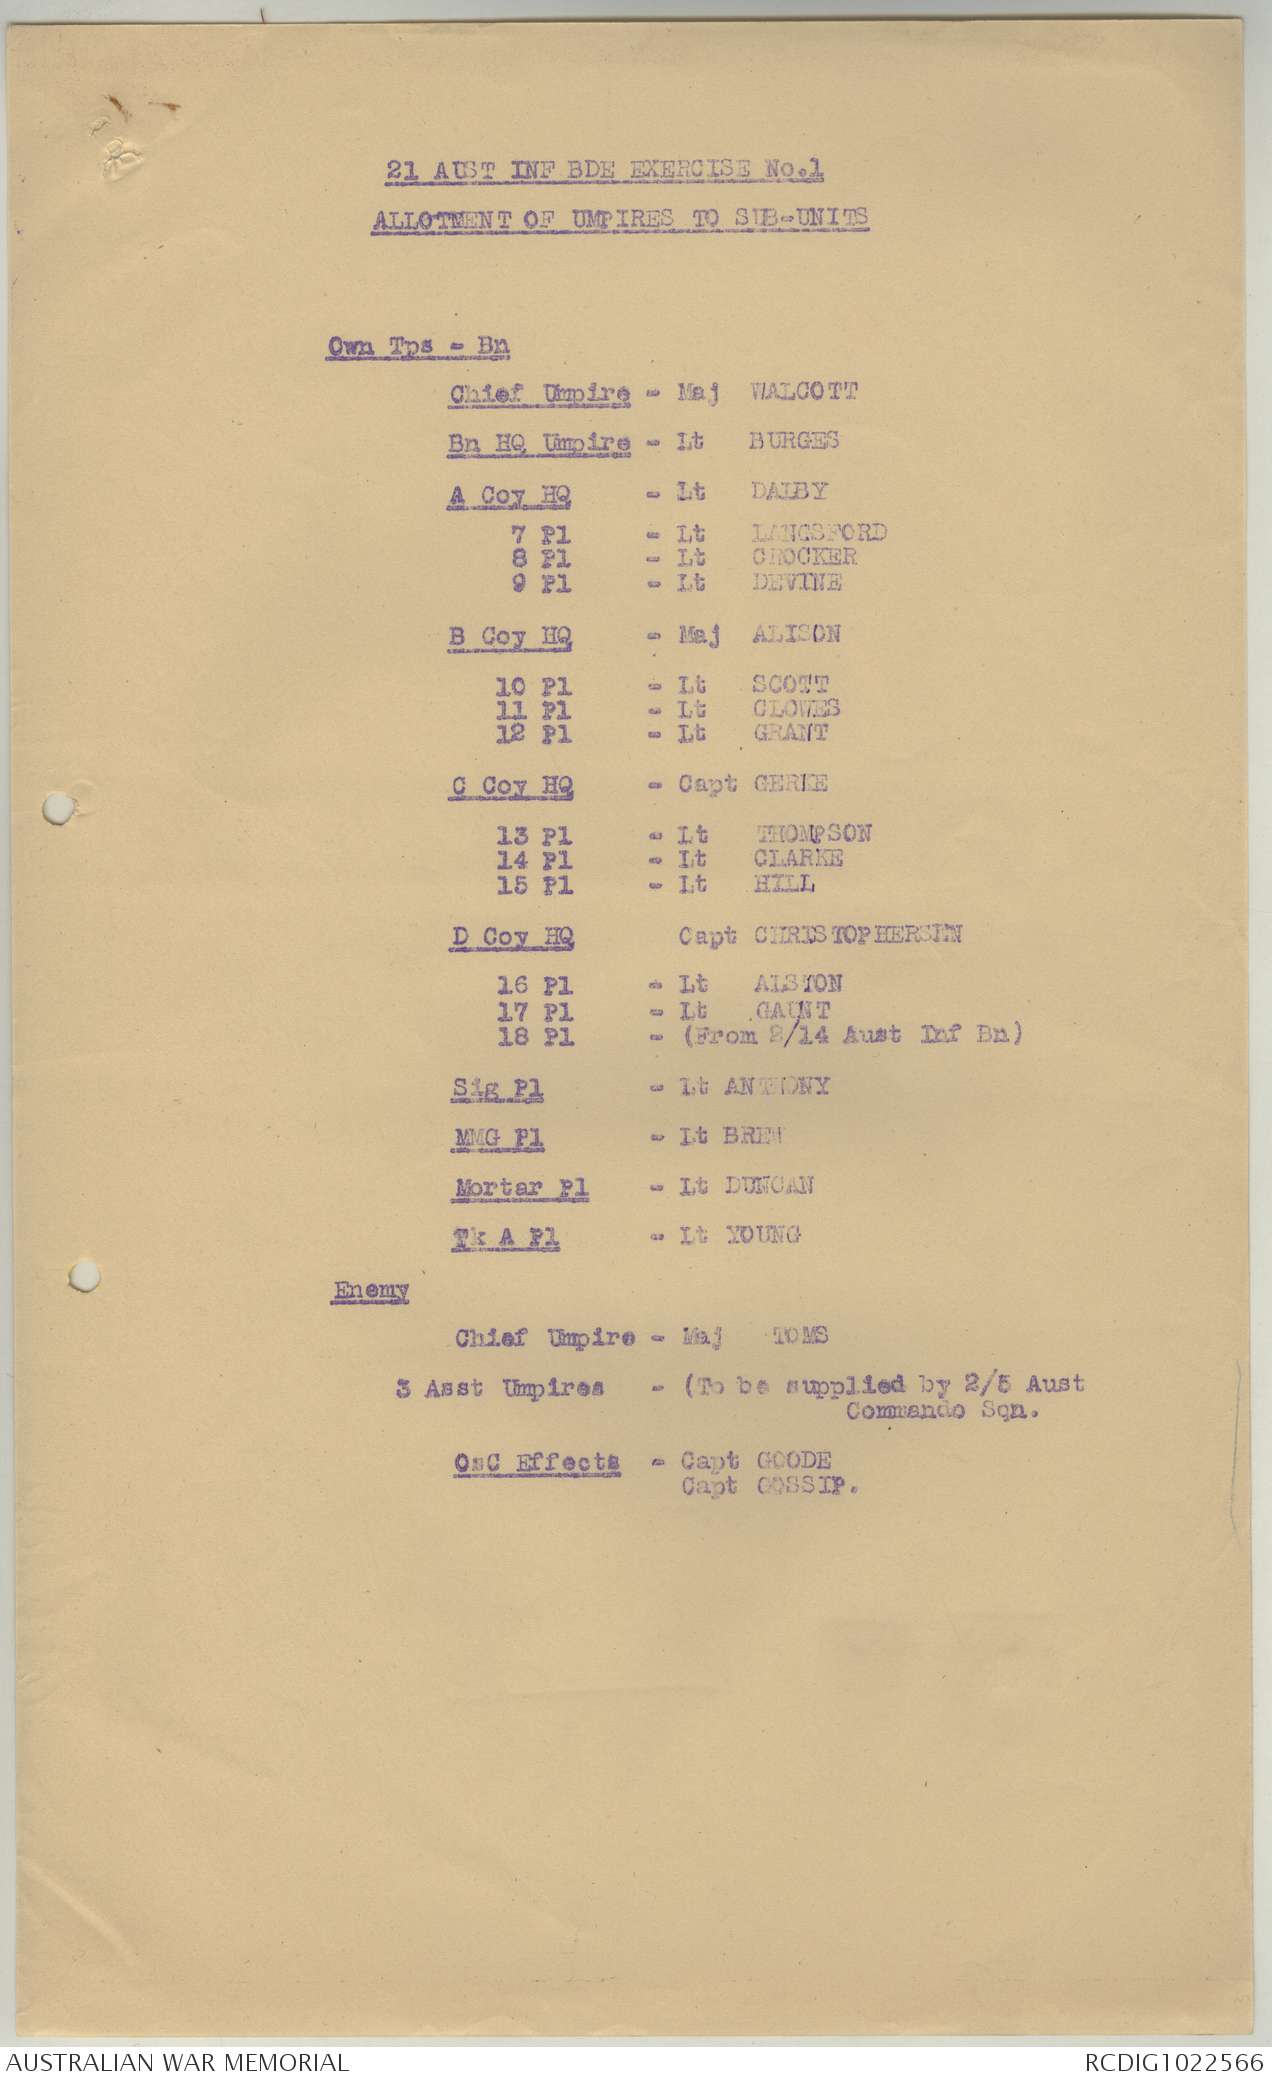 21 AUST INF BDE EXERCISE No.1
ALLOTMENT OF UMPIRES TO SUB-UNITS
Own Tps - Bn
Chief Umpire - Maj WALCOTT
Bn HQ Umpire - Lt BURGES
A Coy HQ - Lt DALBY
7 Pl - Lt LANGSFORD
8 Pl - Lt CROCKER
9 Pl - Lt DEVINE
B Coy HQ - Maj ALISON
10 Pl - Lt SCOTT
11 Pl - Lt CLOWES
12 Pl - Lt GRANT
C Coy HQ - Capt GERKE
13 Pl - Lt THOMPSON
14 Pl - Lt CLARKE
15 Pl - Lt HILL
D Coy HQ Capt CHRISTOPHERSEN
16 Pl - Lt ALSTON
17 Pl - Lt GAUNT
18 Pl - (From 2/14 Aust Inf Bn)
Sig Pl - Lt ANTHONY
MMG Pl - Lt BREW
Mortar Pl - Lt DUNCAN
Tk A Pl - Lt YOUNG
Enemy
Chief Umpire - Maj TOMS
3 Asst Umpires - (To be supplied by 2/5 Aust
Commando Sqn.
OsC Effects - Capt GOODE
Capt GOSSIP.
AUSTRALIAN WAR MEMORIAL RCDIG1022566